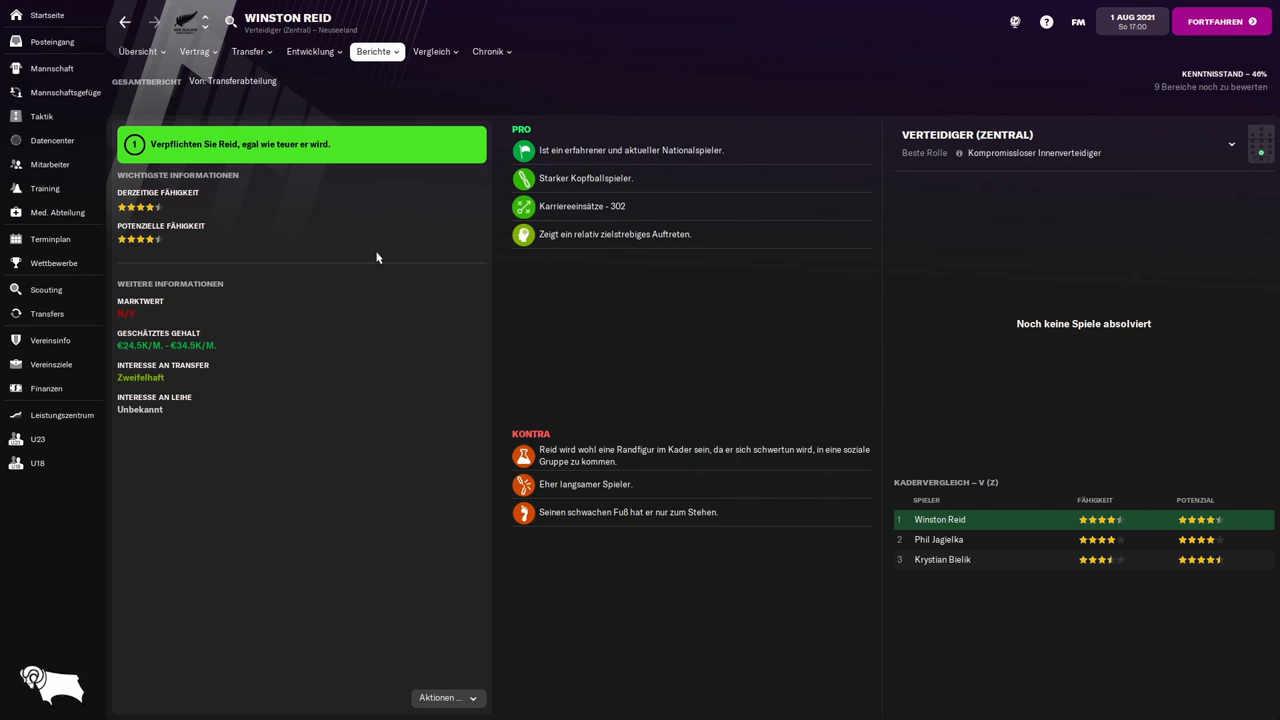 Startseite
Posteingang
Mannschaft
Mannschaftsgefüge
Taktik
Datencenter
Mitarbeiter
Training
Med. Abteilung
Terminplan
Wettbewerbe
Scouting
Transfers
Vereinsinfo
Vereinsziele
Finanzen
Leistungszentrum
U23
U18
WINSTON REID
Verteidiger (Zentral) – Neuseeland
FM
1 AUG 2021
So 17:00
FORTFAHREN
Übersicht
Vertrag
Transfer
Entwicklung
Berichte
Vergleich
Chronik
GESAMTBERICHT Von: Transferabteilung
KENNTNISSTAND – 46%
9 Bereiche noch zu bewerten
1 Verpflichten Sie Reid, egal wie teuer er wird.
WICHTIGSTE INFORMATIONEN
DERZEITIGE FÄHIGKEIT
POTENZIELLE FÄHIGKEIT
WEITERE INFORMATIONEN
MARKTWERT
N/V
GESCHÄTZTES GEHALT
€24.5K/M. - €34.5K/M.
INTERESSE AN TRANSFER
Zweifelhaft
INTERESSE AN LEIHE
Unbekannt
Aktionen ...
PRO
Ist ein erfahrener und aktueller Nationalspieler.
Starker Kopfballspieler.
Karriereeinsätze - 302
Zeigt ein relativ zielstrebiges Auftreten.
KONTRA
Reid wird wohl eine Randfigur im Kader sein, da er sich schwertun wird, in eine soziale
Gruppe zu kommen.
Eher langsamer Spieler.
Seinen schwachen Fuß hat er nur zum Stehen.
VERTEIDIGER (ZENTRAL)
Beste Rolle Kompromissloser Innenverteidiger
Noch keine Spiele absolviert
KADERVERGLEICH – V (Z)
SPIELER FÄHIGKEIT POTENZIAL
1 Winston Reid
2 Phil Jagielka
3 Krystian Bielik